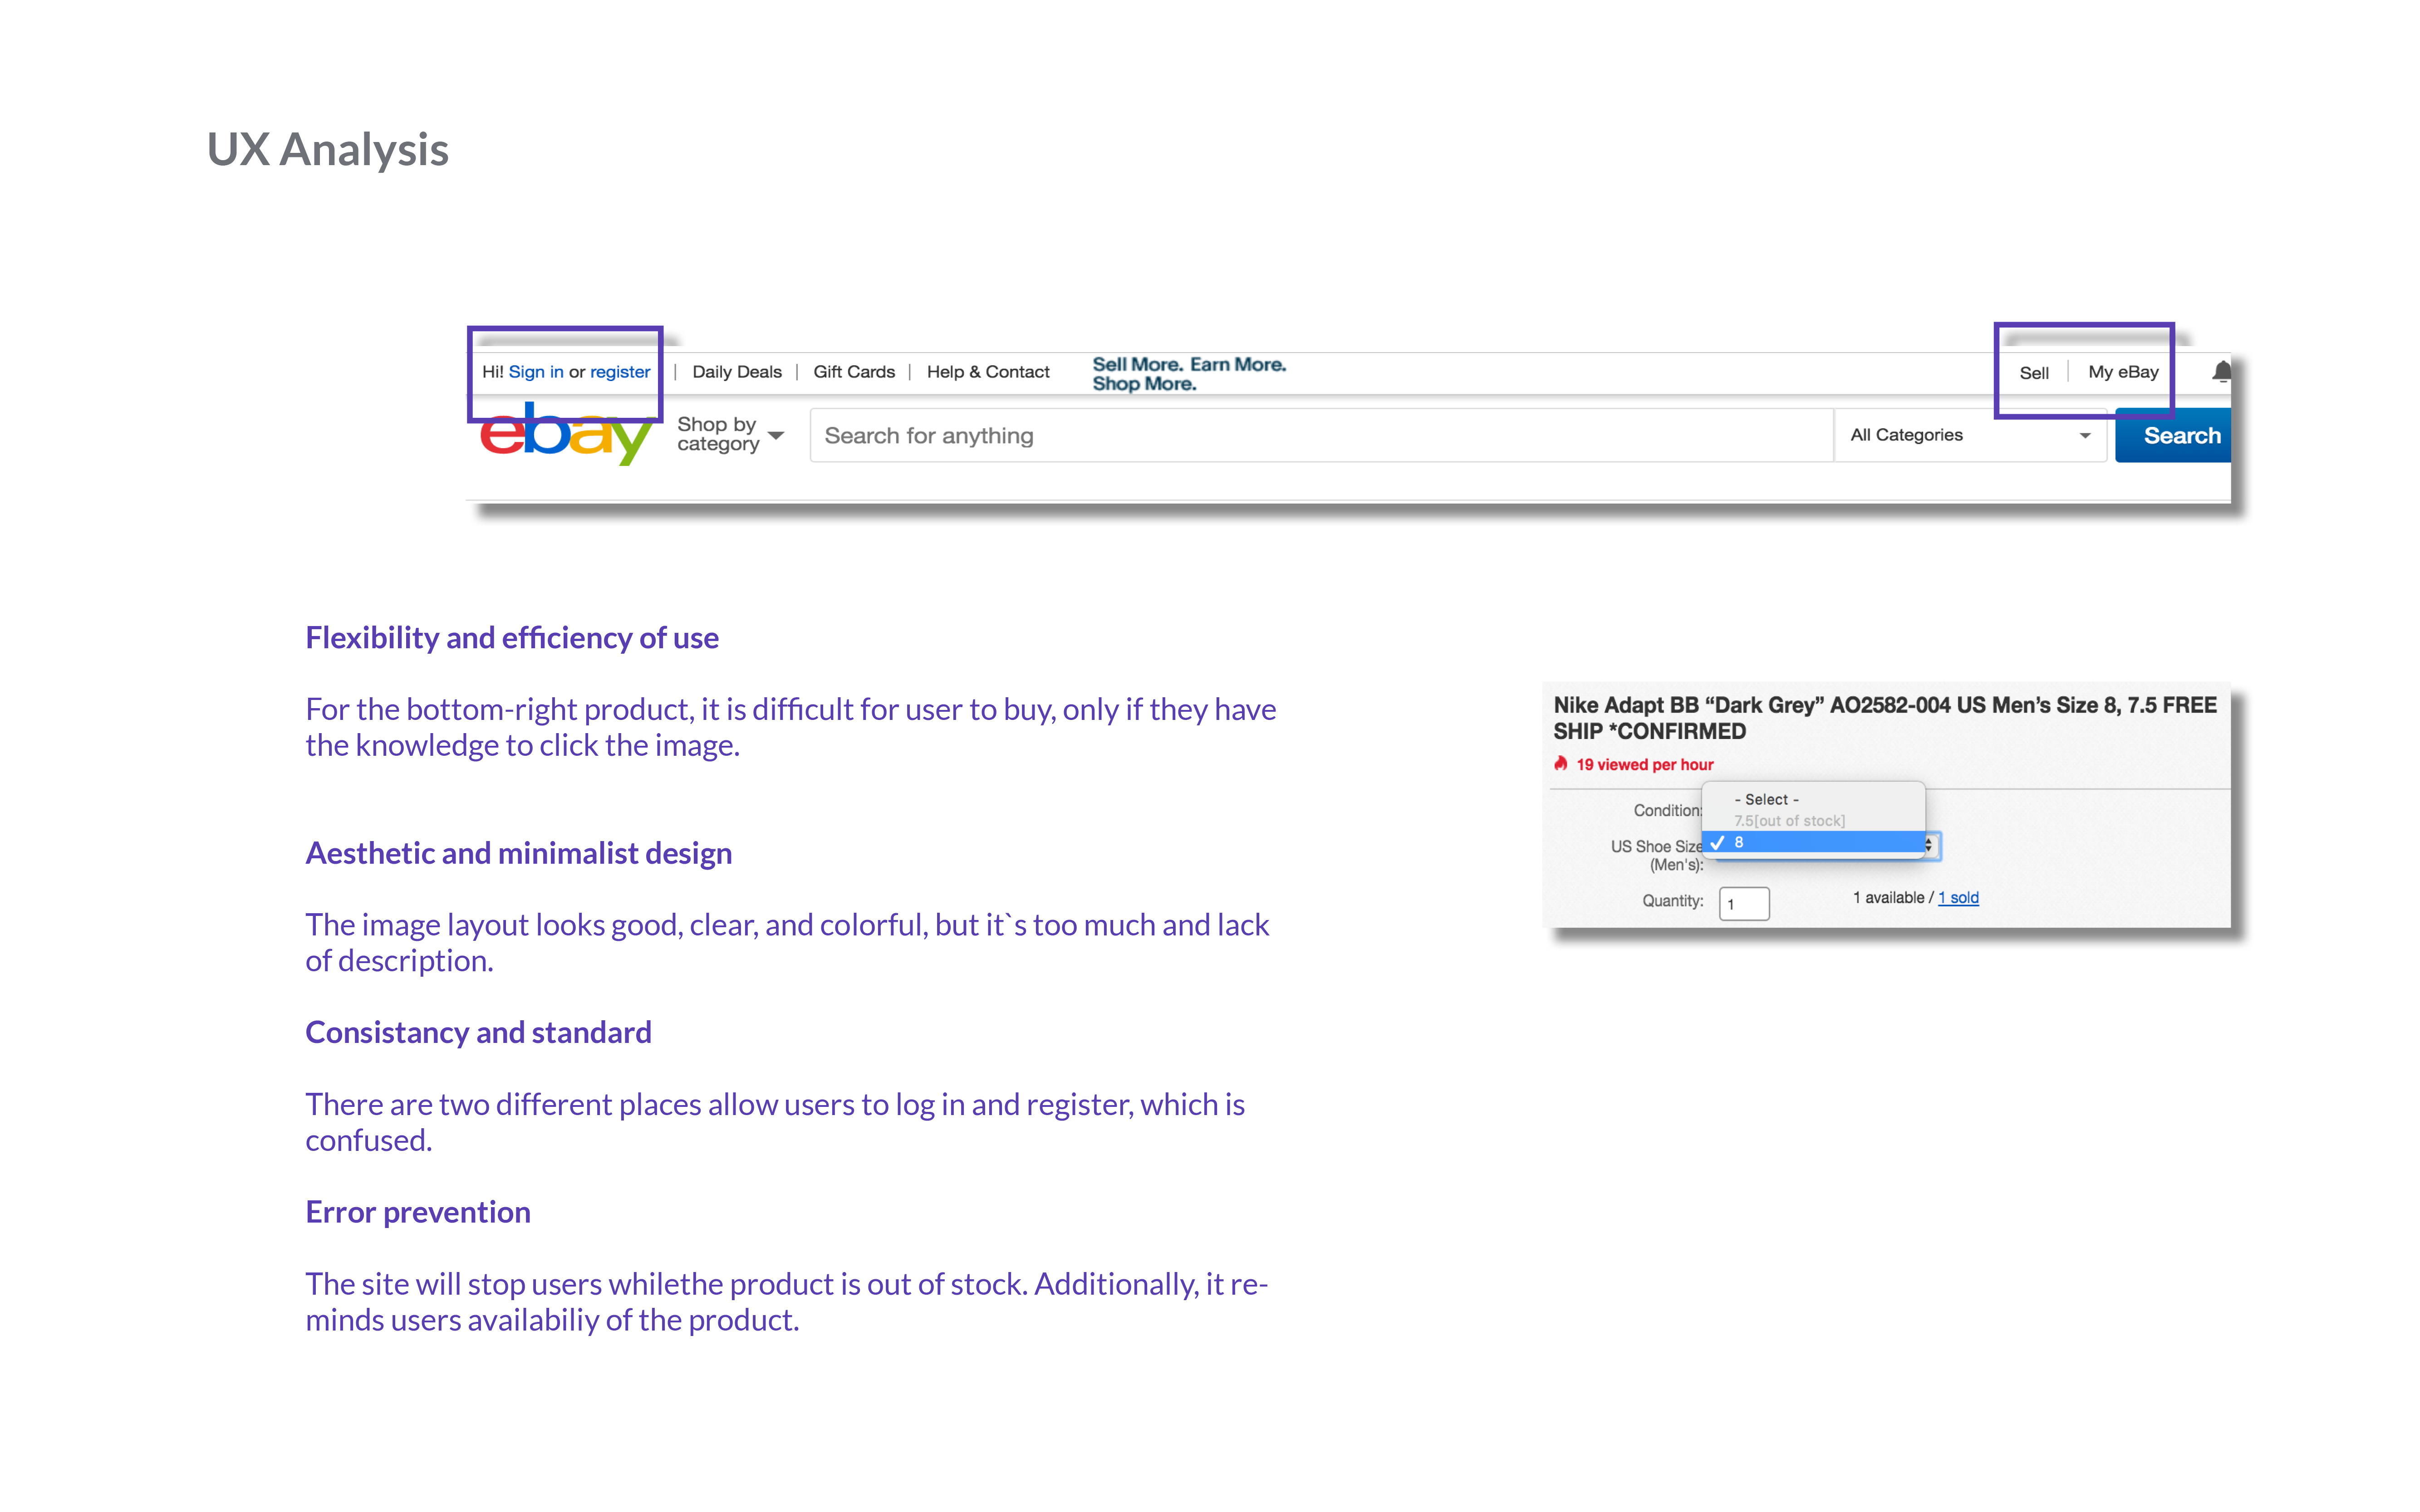 UX Analysis
Hi! Sign in or register | Daily Deals | Gift Cards | Help & Contact
Sell More. Earn More.
Shop More.
Sell | My eBay
ebay
Shop by
category
Search for anything
All Categories
Search
Flexibility and efficiency of use
For the bottom-right product, it is difficult for user to buy, only if they have
the knowledge to click the image.
Aesthetic and minimalist design
The image layout looks good, clear, and colorful, but it`s too much and lack
of description.
Consistancy and standard
There are two different places allow users to log in and register, which is
confused.
Error prevention
The site will stop users whilethe product is out of stock. Additionally, it re-
minds users availabiliy of the product.
Nike Adapt BB “Dark Grey” AO2582-004 US Men’s Size 8, 7.5 FREE
SHIP *CONFIRMED
19 viewed per hour
Condition:
- Select -
7.5[out of stock]
US Shoe Size
(Men's):
✓ 8
Quantity: 1
1 available / 1 sold